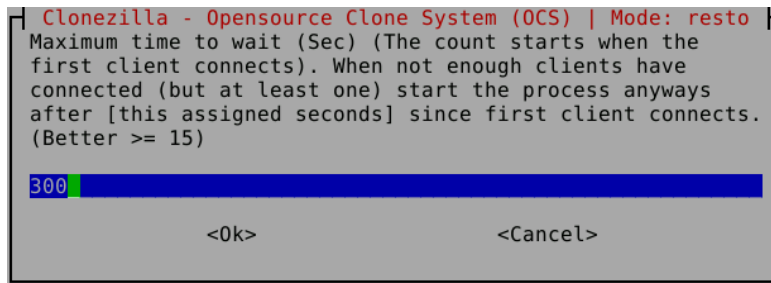 Clonezilla - Opensource Clone System (OCS) | Mode: resto
Maximum time to wait (Sec) (The count starts when the
first client connects). When not enough clients have
connected (but at least one) start the process anyways
after [this assigned seconds] since first client connects.
(Better >= 15)
300
<Ok> <Cancel>